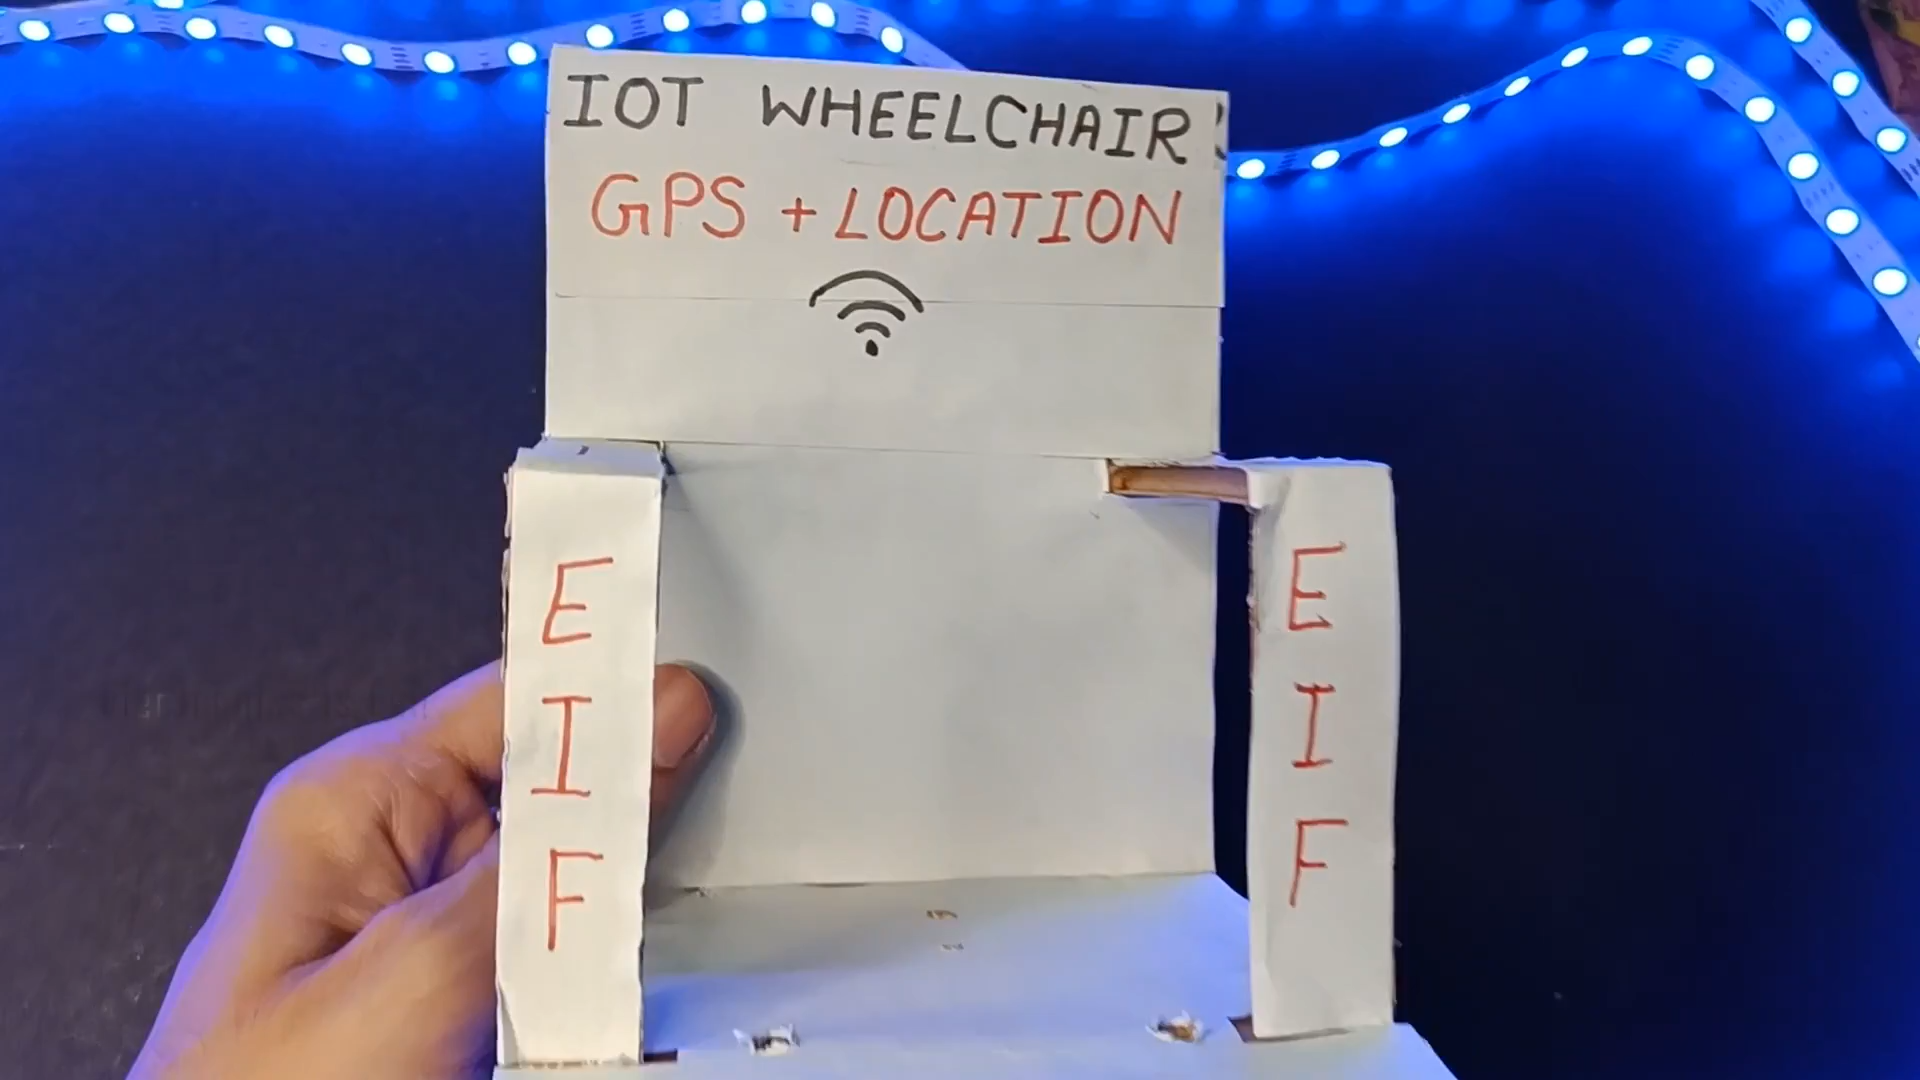 IOT WHEELCHAIR
GPS + LOCATION
E
I
F
E
I
F